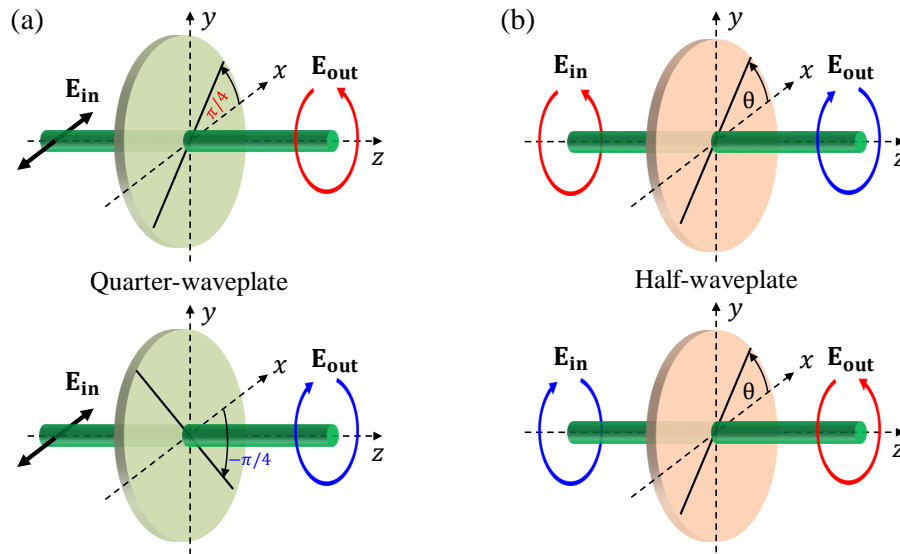 (a)
y
x
π/4
E_in
E_out
z
Quarter-waveplate
y
x
E_in
E_out
−π/4
z
(b)
y
x
θ
E_in
E_out
z
Half-waveplate
y
x
θ
E_in
E_out
z